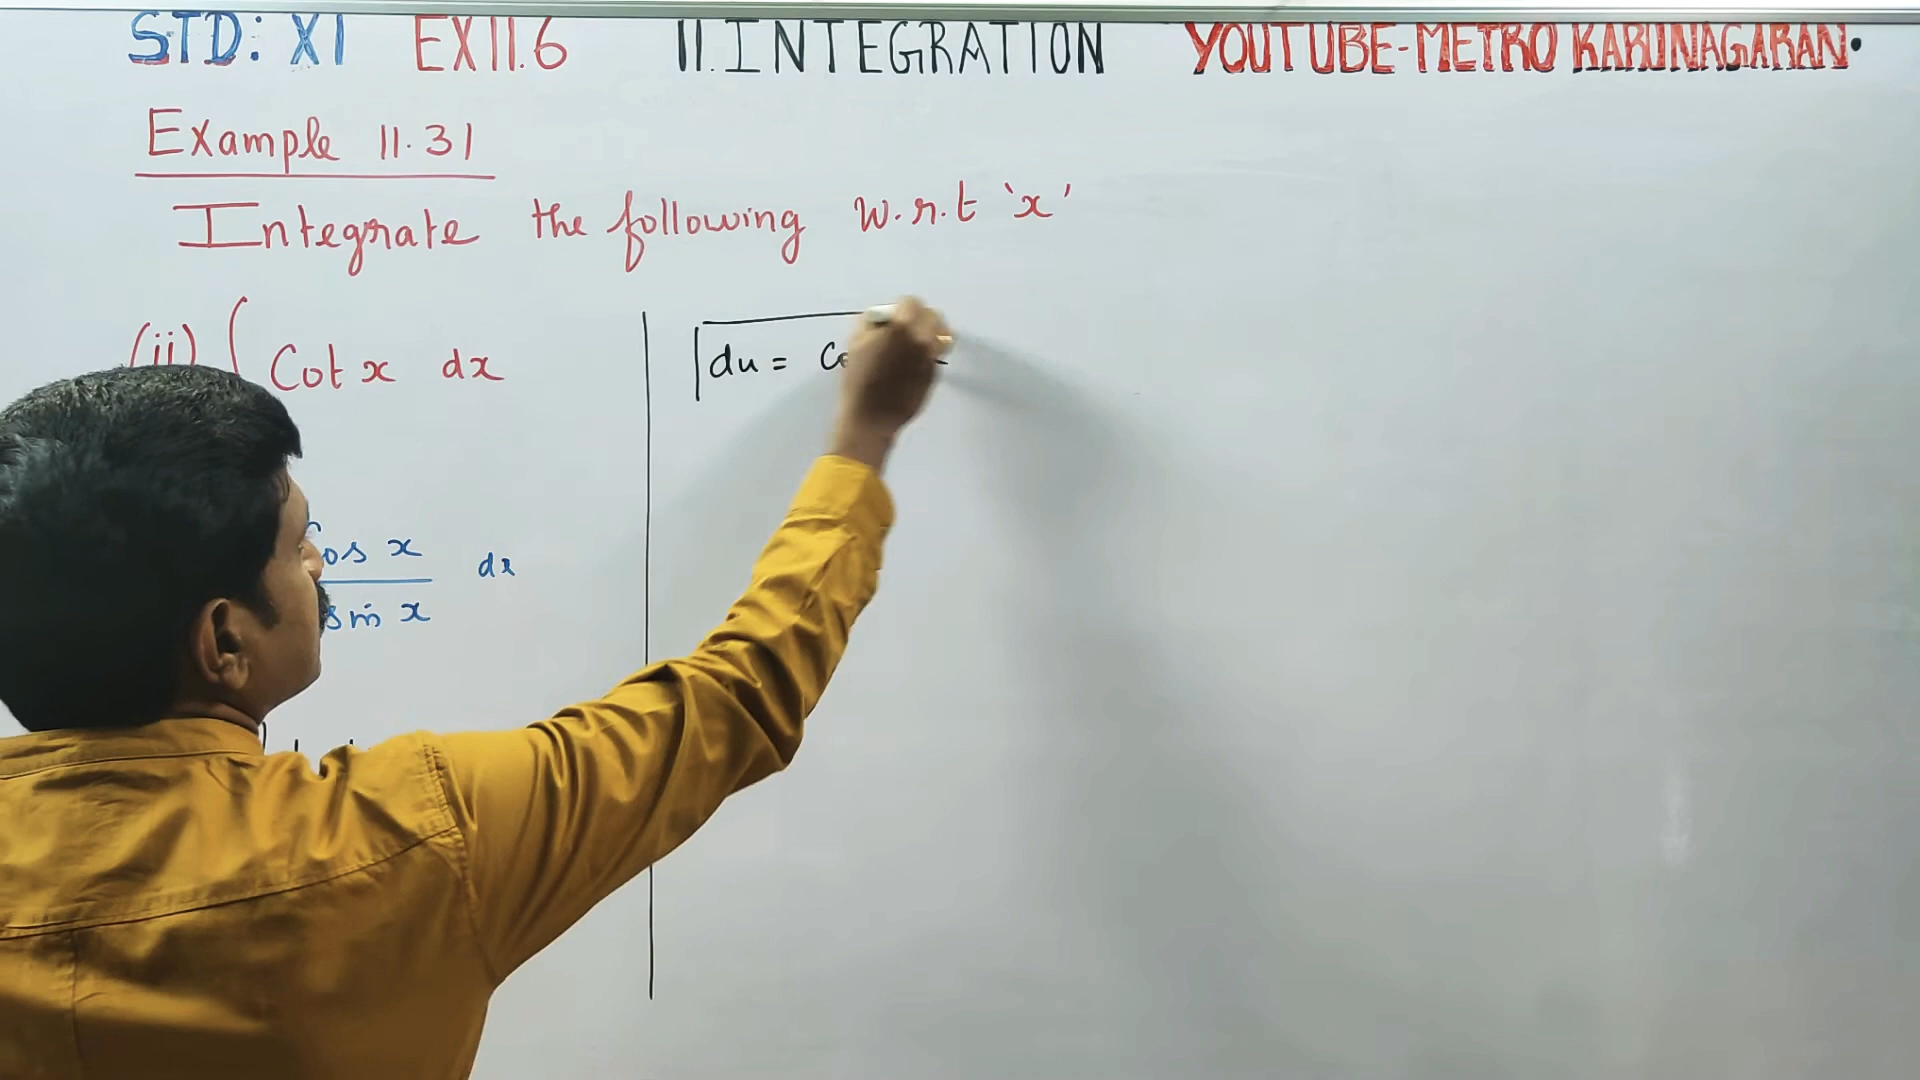 STD: XI EX11.6 11.INTEGRATION YOUTUBE-METRO KARUNAGARAN.
Example 11.31
Integrate the following w.r.t 'x'
(ii) ∫ Cot x dx
Cos x
sin x
dx
du =